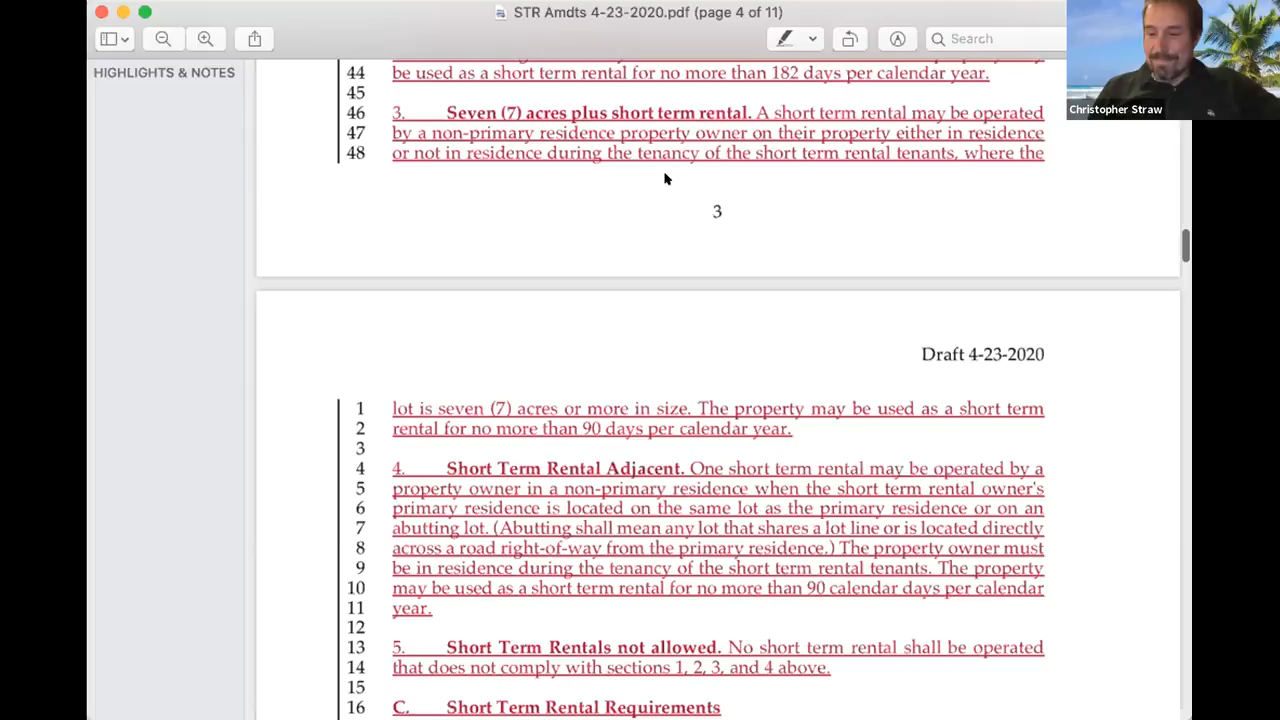 STR Amdts 4-23-2020.pdf (page 4 of 11)
Search
HIGHLIGHTS & NOTES
Christopher Straw
44 be used as a short term rental for no more than 182 days per calendar year.
45
46 3. Seven (7) acres plus short term rental. A short term rental may be operated
47 by a non-primary residence property owner on their property either in residence
48 or not in residence during the tenancy of the short term rental tenants, where the
3
Draft 4-23-2020
1 lot is seven (7) acres or more in size. The property may be used as a short term
2 rental for no more than 90 days per calendar year.
3
4 4. Short Term Rental Adjacent. One short term rental may be operated by a
5 property owner in a non-primary residence when the short term rental owner's
6 primary residence is located on the same lot as the primary residence or on an
7 abutting lot. (Abutting shall mean any lot that shares a lot line or is located directly
8 across a road right-of-way from the primary residence.) The property owner must
9 be in residence during the tenancy of the short term rental tenants. The property
10 may be used as a short term rental for no more than 90 calendar days per calendar
11 year.
12
13 5. Short Term Rentals not allowed. No short term rental shall be operated
14 that does not comply with sections 1, 2, 3, and 4 above.
15
16 C. Short Term Rental Requirements